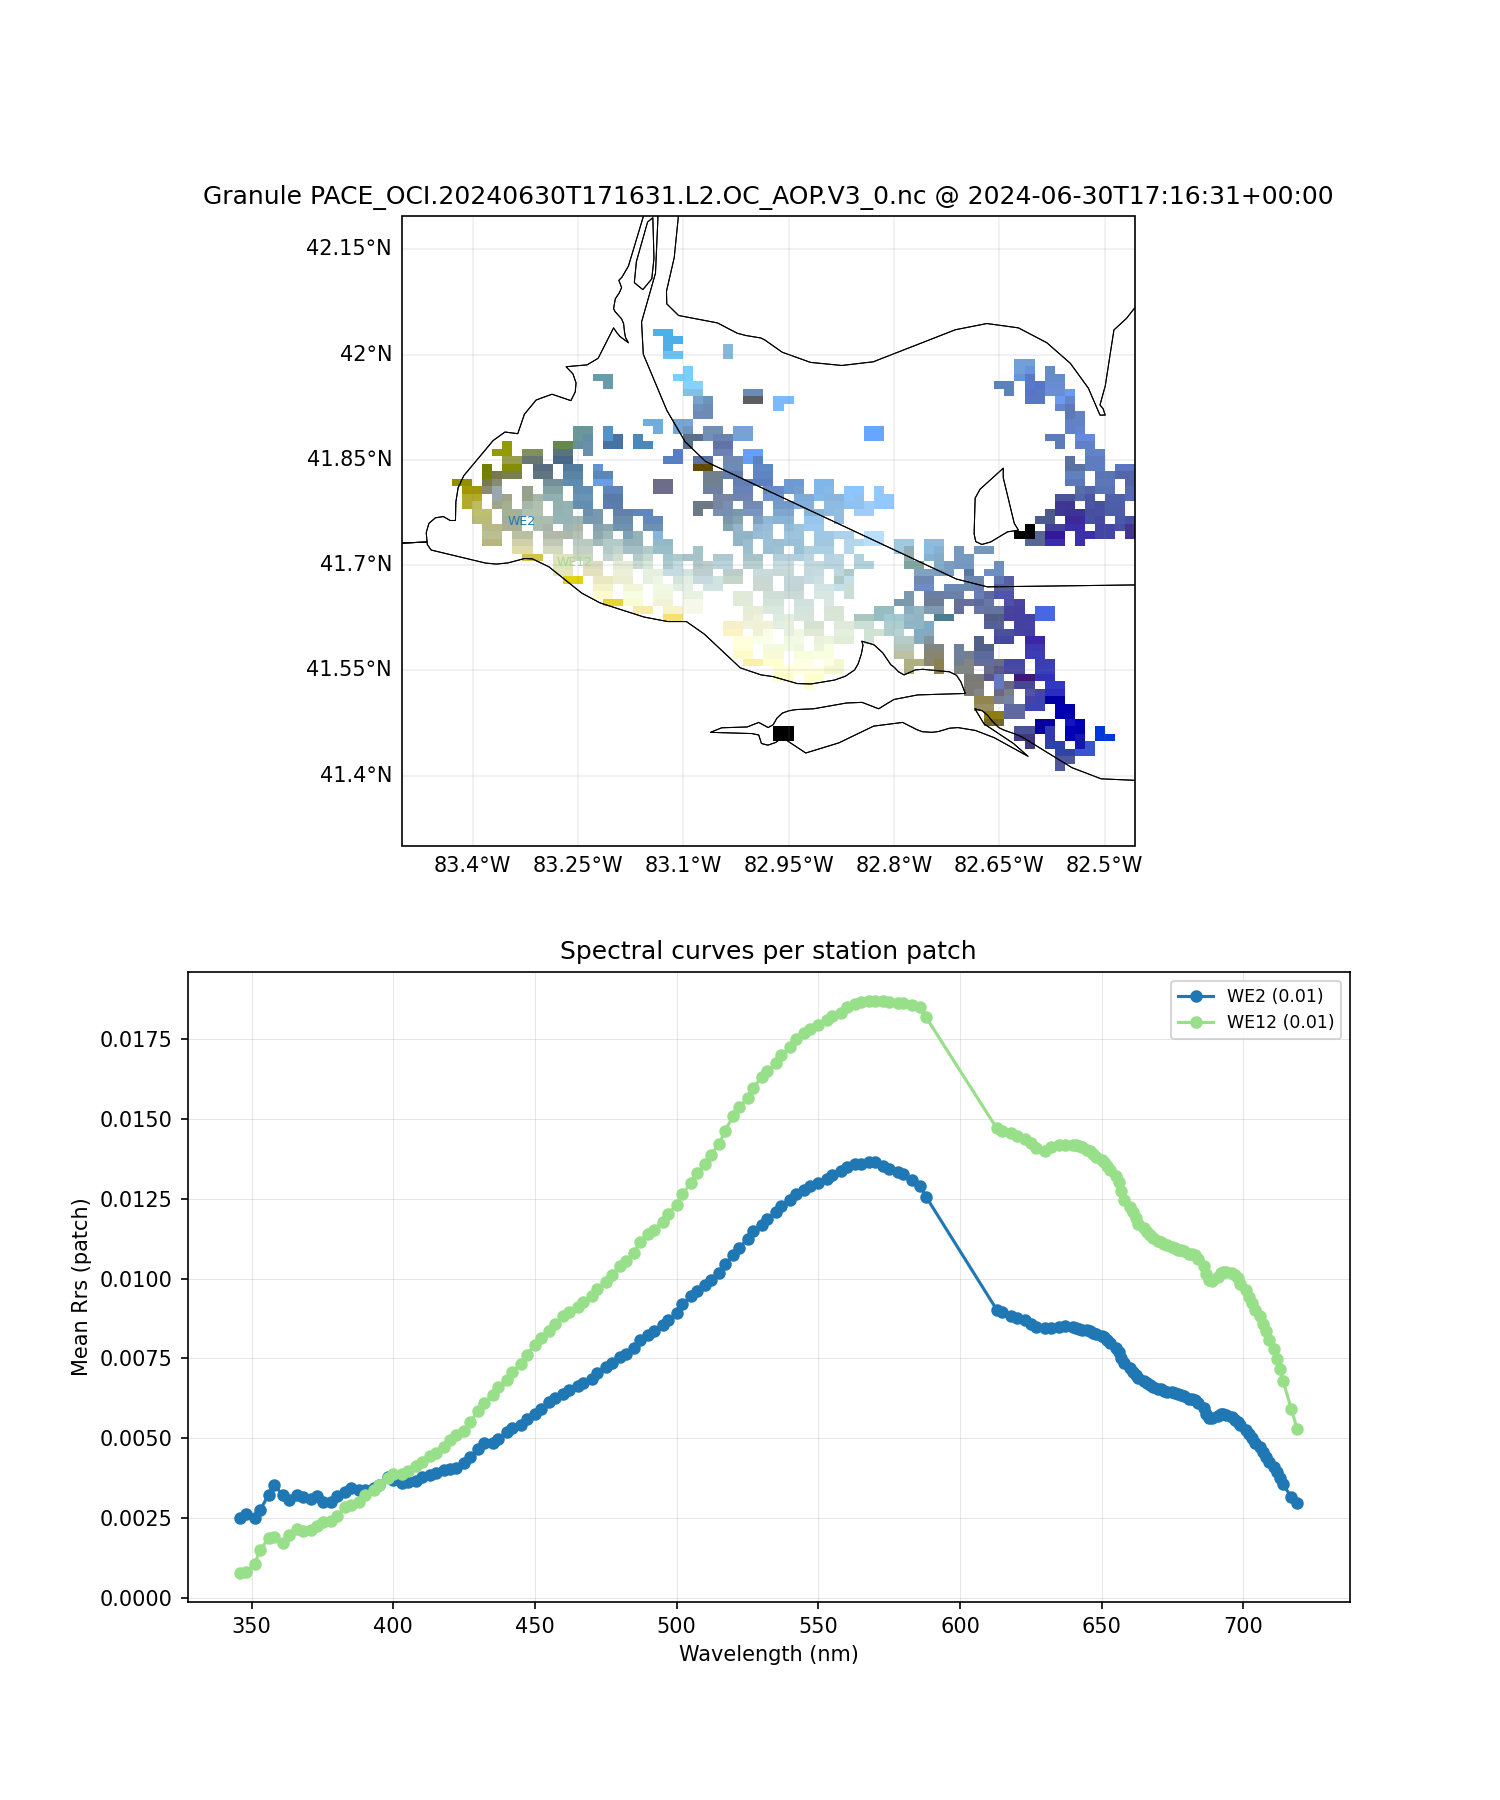 Granule PACE_OCI.20240630T171631.L2.OC_AOP.V3_0.nc @ 2024-06-30T17:16:31+00:00
42.15°N
42°N
41.85°N
41.7°N
41.55°N
41.4°N
WE2
WE12
83.4°W 83.25°W 83.1°W 82.95°W 82.8°W 82.65°W 82.5°W
Spectral curves per station patch
WE2 (0.01)
WE12 (0.01)
Mean Rrs (patch)
0.0175
0.0150
0.0125
0.0100
0.0075
0.0050
0.0025
0.0000
350 400 450 500 550 600 650 700
Wavelength (nm)